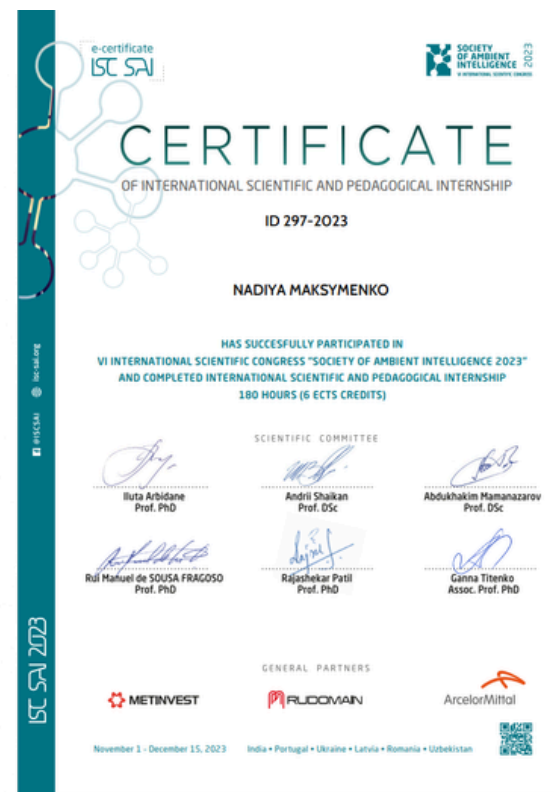 e-certificate
ISC SAI
SOCIETY
OF AMBIENT
INTELLIGENCE
2023
VI INTERNATIONAL SCIENTIFIC CONGRESS
CERTIFICATE
OF INTERNATIONAL SCIENTIFIC AND PEDAGOGICAL INTERNSHIP
ID 297-2023
NADIYA MAKSYMENKO
HAS SUCCESFULLY PARTICIPATED IN
VI INTERNATIONAL SCIENTIFIC CONGRESS "SOCIETY OF AMBIENT INTELLIGENCE 2023"
AND COMPLETED INTERNATIONAL SCIENTIFIC AND PEDAGOGICAL INTERNSHIP
180 HOURS (6 ECTS CREDITS)
SCIENTIFIC COMMITTEE
Iluta Arbidane
Prof. PhD
Andrii Shaikan
Prof. DSc
Abdukhakim Mamanazarov
Prof. DSc
Rui Manuel de SOUSA FRAGOSO
Prof. PhD
Rajashekar Patil
Prof. PhD
Ganna Titenko
Assoc. Prof. PhD
GENERAL PARTNERS
METINVEST
RUDOMAIN
ArcelorMittal
November 1 - December 15, 2023
India • Portugal • Ukraine • Latvia • Romania • Uzbekistan
isc-sai.org
@ISCSAI
ISC SAI 2023